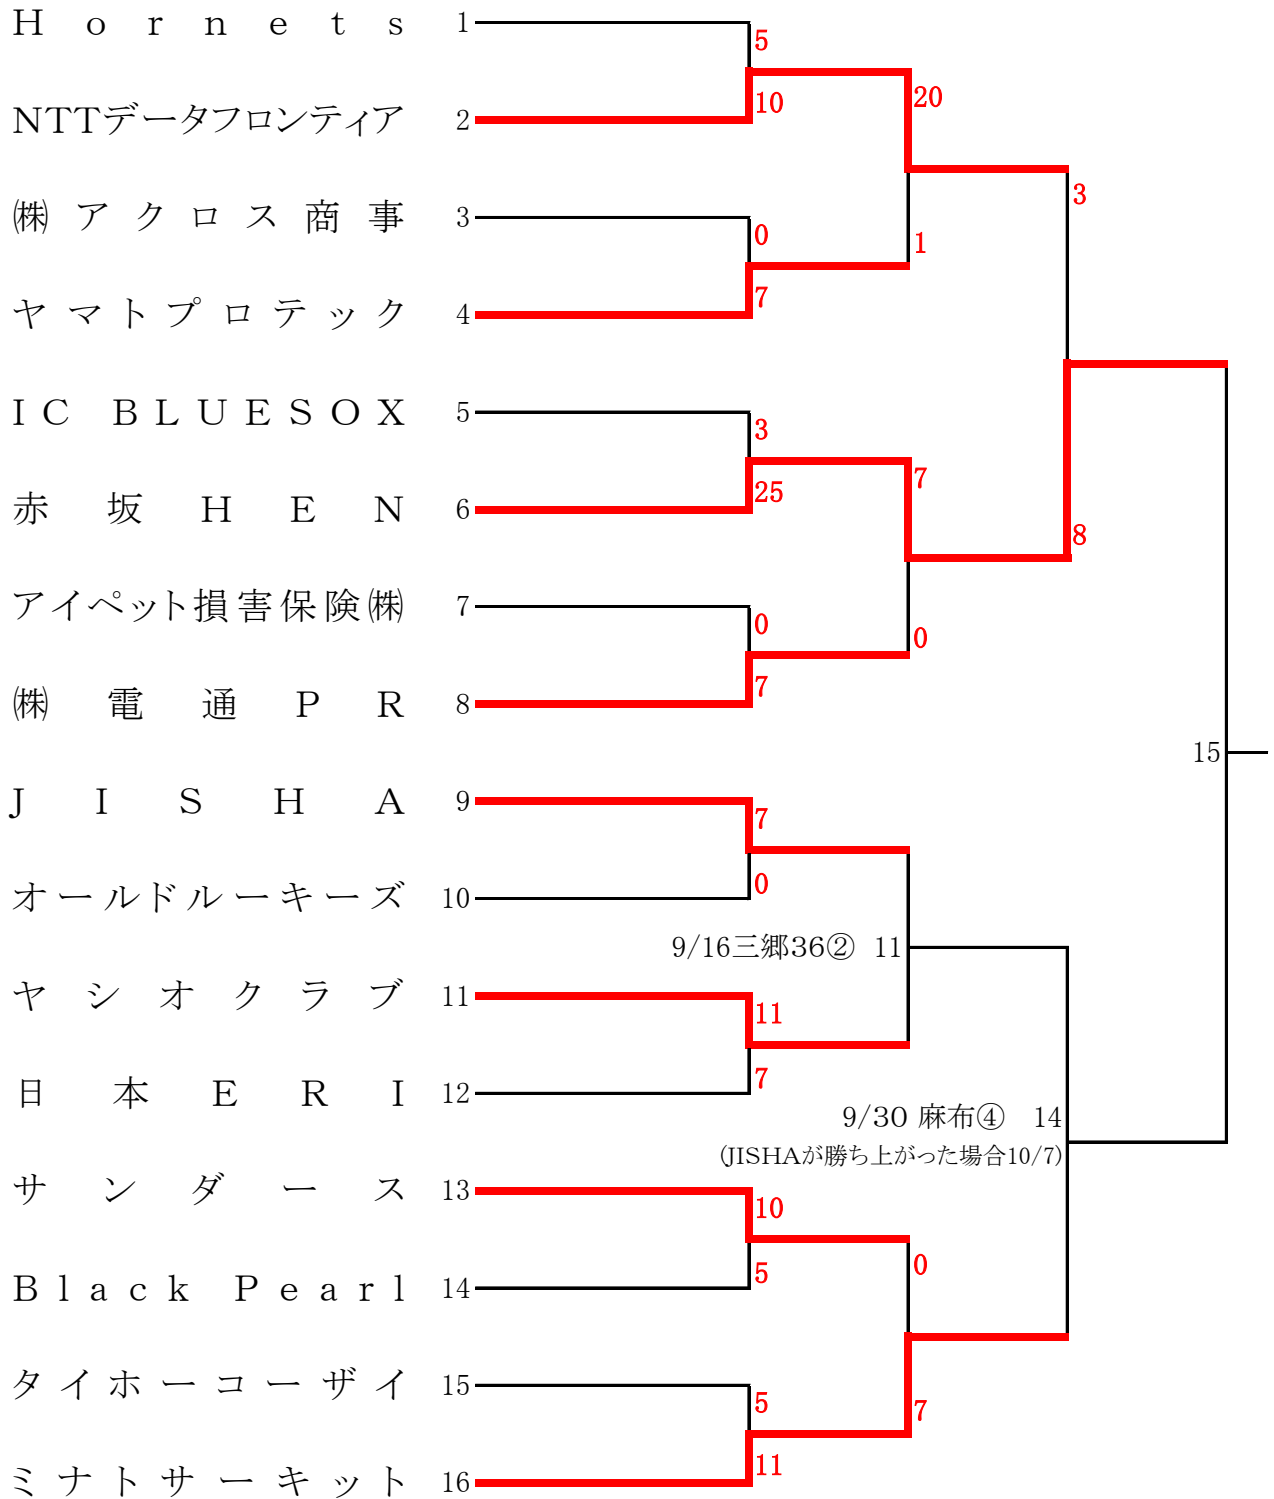 Hornets 1
5
10
20
NTTデータフロンティア 2
3
㈱アクロス商事 3
0
1
7
ヤマトプロテック 4
IC BLUESOX 5
3
7
25
赤坂HEN 6
8
アイペット損害保険㈱ 7
0
0
7
㈱電通PR 8
15
JISHA 9
7
0
オールドルーキーズ 10
9/16三郷36② 11
ヤシオクラブ 11
11
7
日本ERI 12
9/30 麻布④ 14
(JISHAが勝ち上がった場合10/7)
サンダース 13
10
0
5
Black Pearl 14
タイホーコーザイ 15
5
7
11
ミナトサーキット 16